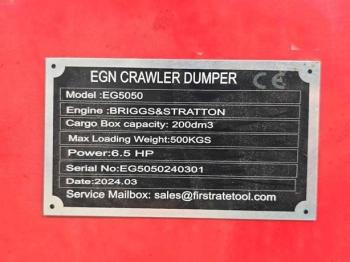 EGN CRAWLER DUMPER CE
Model :EG5050
Engine :BRIGGS&STRATTON
Cargo Box capacity: 200dm3
Max Loading Weight:500KGS
Power:6.5 HP
Serial No:EG5050240301
Date:2024.03
Service Mailbox: sales@firstratetool.com